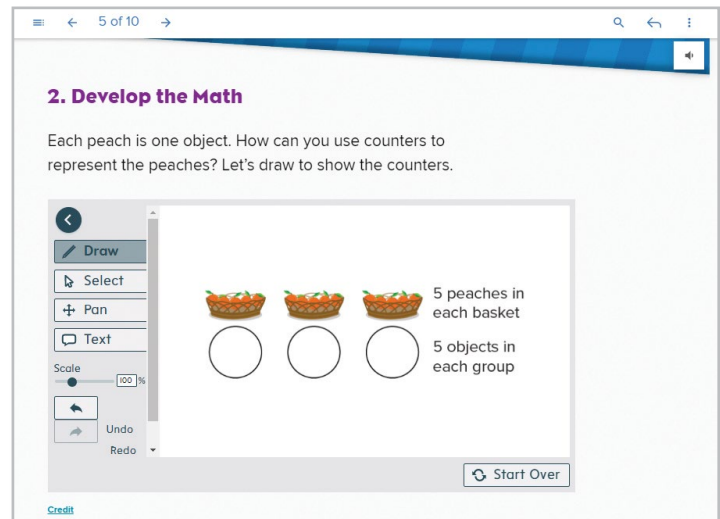 5 of 10
2. Develop the Math
Each peach is one object. How can you use counters to
represent the peaches? Let's draw to show the counters.
Draw
Select
Pan
Text
Scale
100 %
Undo
Redo
5 peaches in
each basket
5 objects in
each group
Start Over
Credit